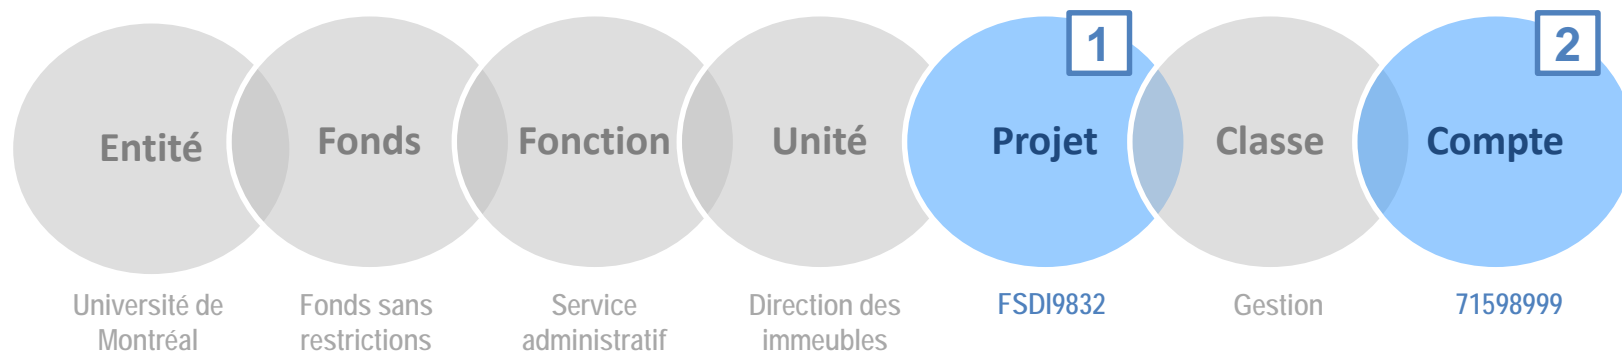 1
2
Entité
Fonds
Fonction
Unité
Projet
Classe
Compte
Université de
Montréal
Fonds sans
restrictions
Service
administratif
Direction des
immeubles
FSDI9832
Gestion
71598999